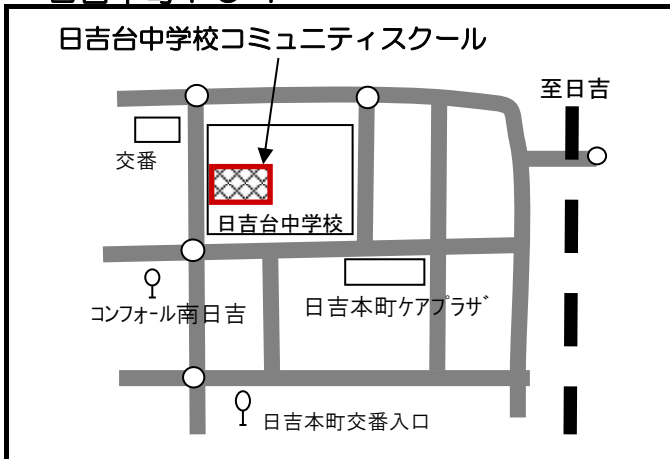 日吉台中学校コミュニティスクール
至日吉
交番
日吉台中学校
コンフォール南日吉
日吉本町ケアプラザ
日吉本町交番入口